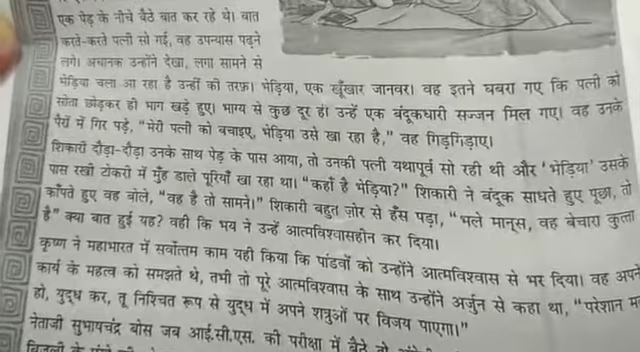 एक पेड़ के नीचे बैठे बात कर रहे थे। बात
करते-करते पत्नी सो गई, वह उपन्यास पढ़ने
लगे। अचानक उन्होंने देखा, लगा सामने से
भेड़िया चला आ रहा है उन्हीं की तरफ़। भेड़िया, एक खूँखार जानवर। वह इतने घबरा गए कि पत्नी को
सोता छोड़कर ही भाग खड़े हुए। भाग्य से कुछ दूर ही उन्हें एक बंदूकधारी सज्जन मिल गए। वह उनके
पैरों में गिर पड़े, “मेरी पत्नी को बचाइए, भेड़िया उसे खा रहा है,” वह गिड़गिड़ाए।
शिकारी दौड़ा-दौड़ा उनके साथ पेड़ के पास आया, तो उनकी पत्नी यथापूर्व सो रही थी और ‘भेड़िया’ उसके
पास रखी टोकरी में मुँह डाले पूरियाँ खा रहा था। “कहाँ है भेड़िया?” शिकारी ने बंदूक साधते हुए पूछा, तो
काँपते हुए वह बोले, “वह है तो सामने।” शिकारी बहुत ज़ोर से हँस पड़ा, “भले मानुस, वह बेचारा कुत्ता
है” क्या बात हुई यह? वही कि भय ने उन्हें आत्मविश्वासहीन कर दिया।
कृष्ण ने महाभारत में सर्वोत्तम काम यही किया कि पांडवों को उन्होंने आत्मविश्वास से भर दिया। वह अपने
कार्य के महत्व को समझते थे, तभी तो पूरे आत्मविश्वास के साथ उन्होंने अर्जुन से कहा था, “परेशान म
हो, युद्ध कर, तू निश्चित रूप से युद्ध में अपने शत्रुओं पर विजय पाएगा।”
नेताजी सुभाषचंद्र बोस जब आई.सी.एस. की परीक्षा में बैठे तो
बिजली के